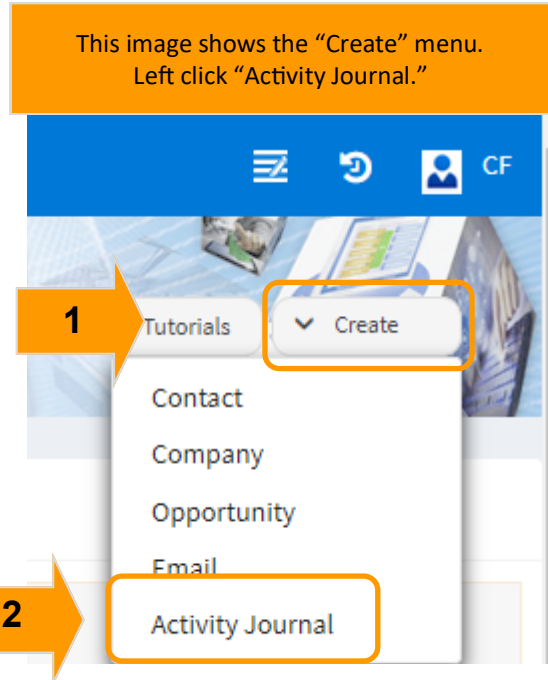 This image shows the “Create” menu.
Left click “Activity Journal.”
CF
1
Tutorials
Create
Contact
Company
Opportunity
Email
2
Activity Journal